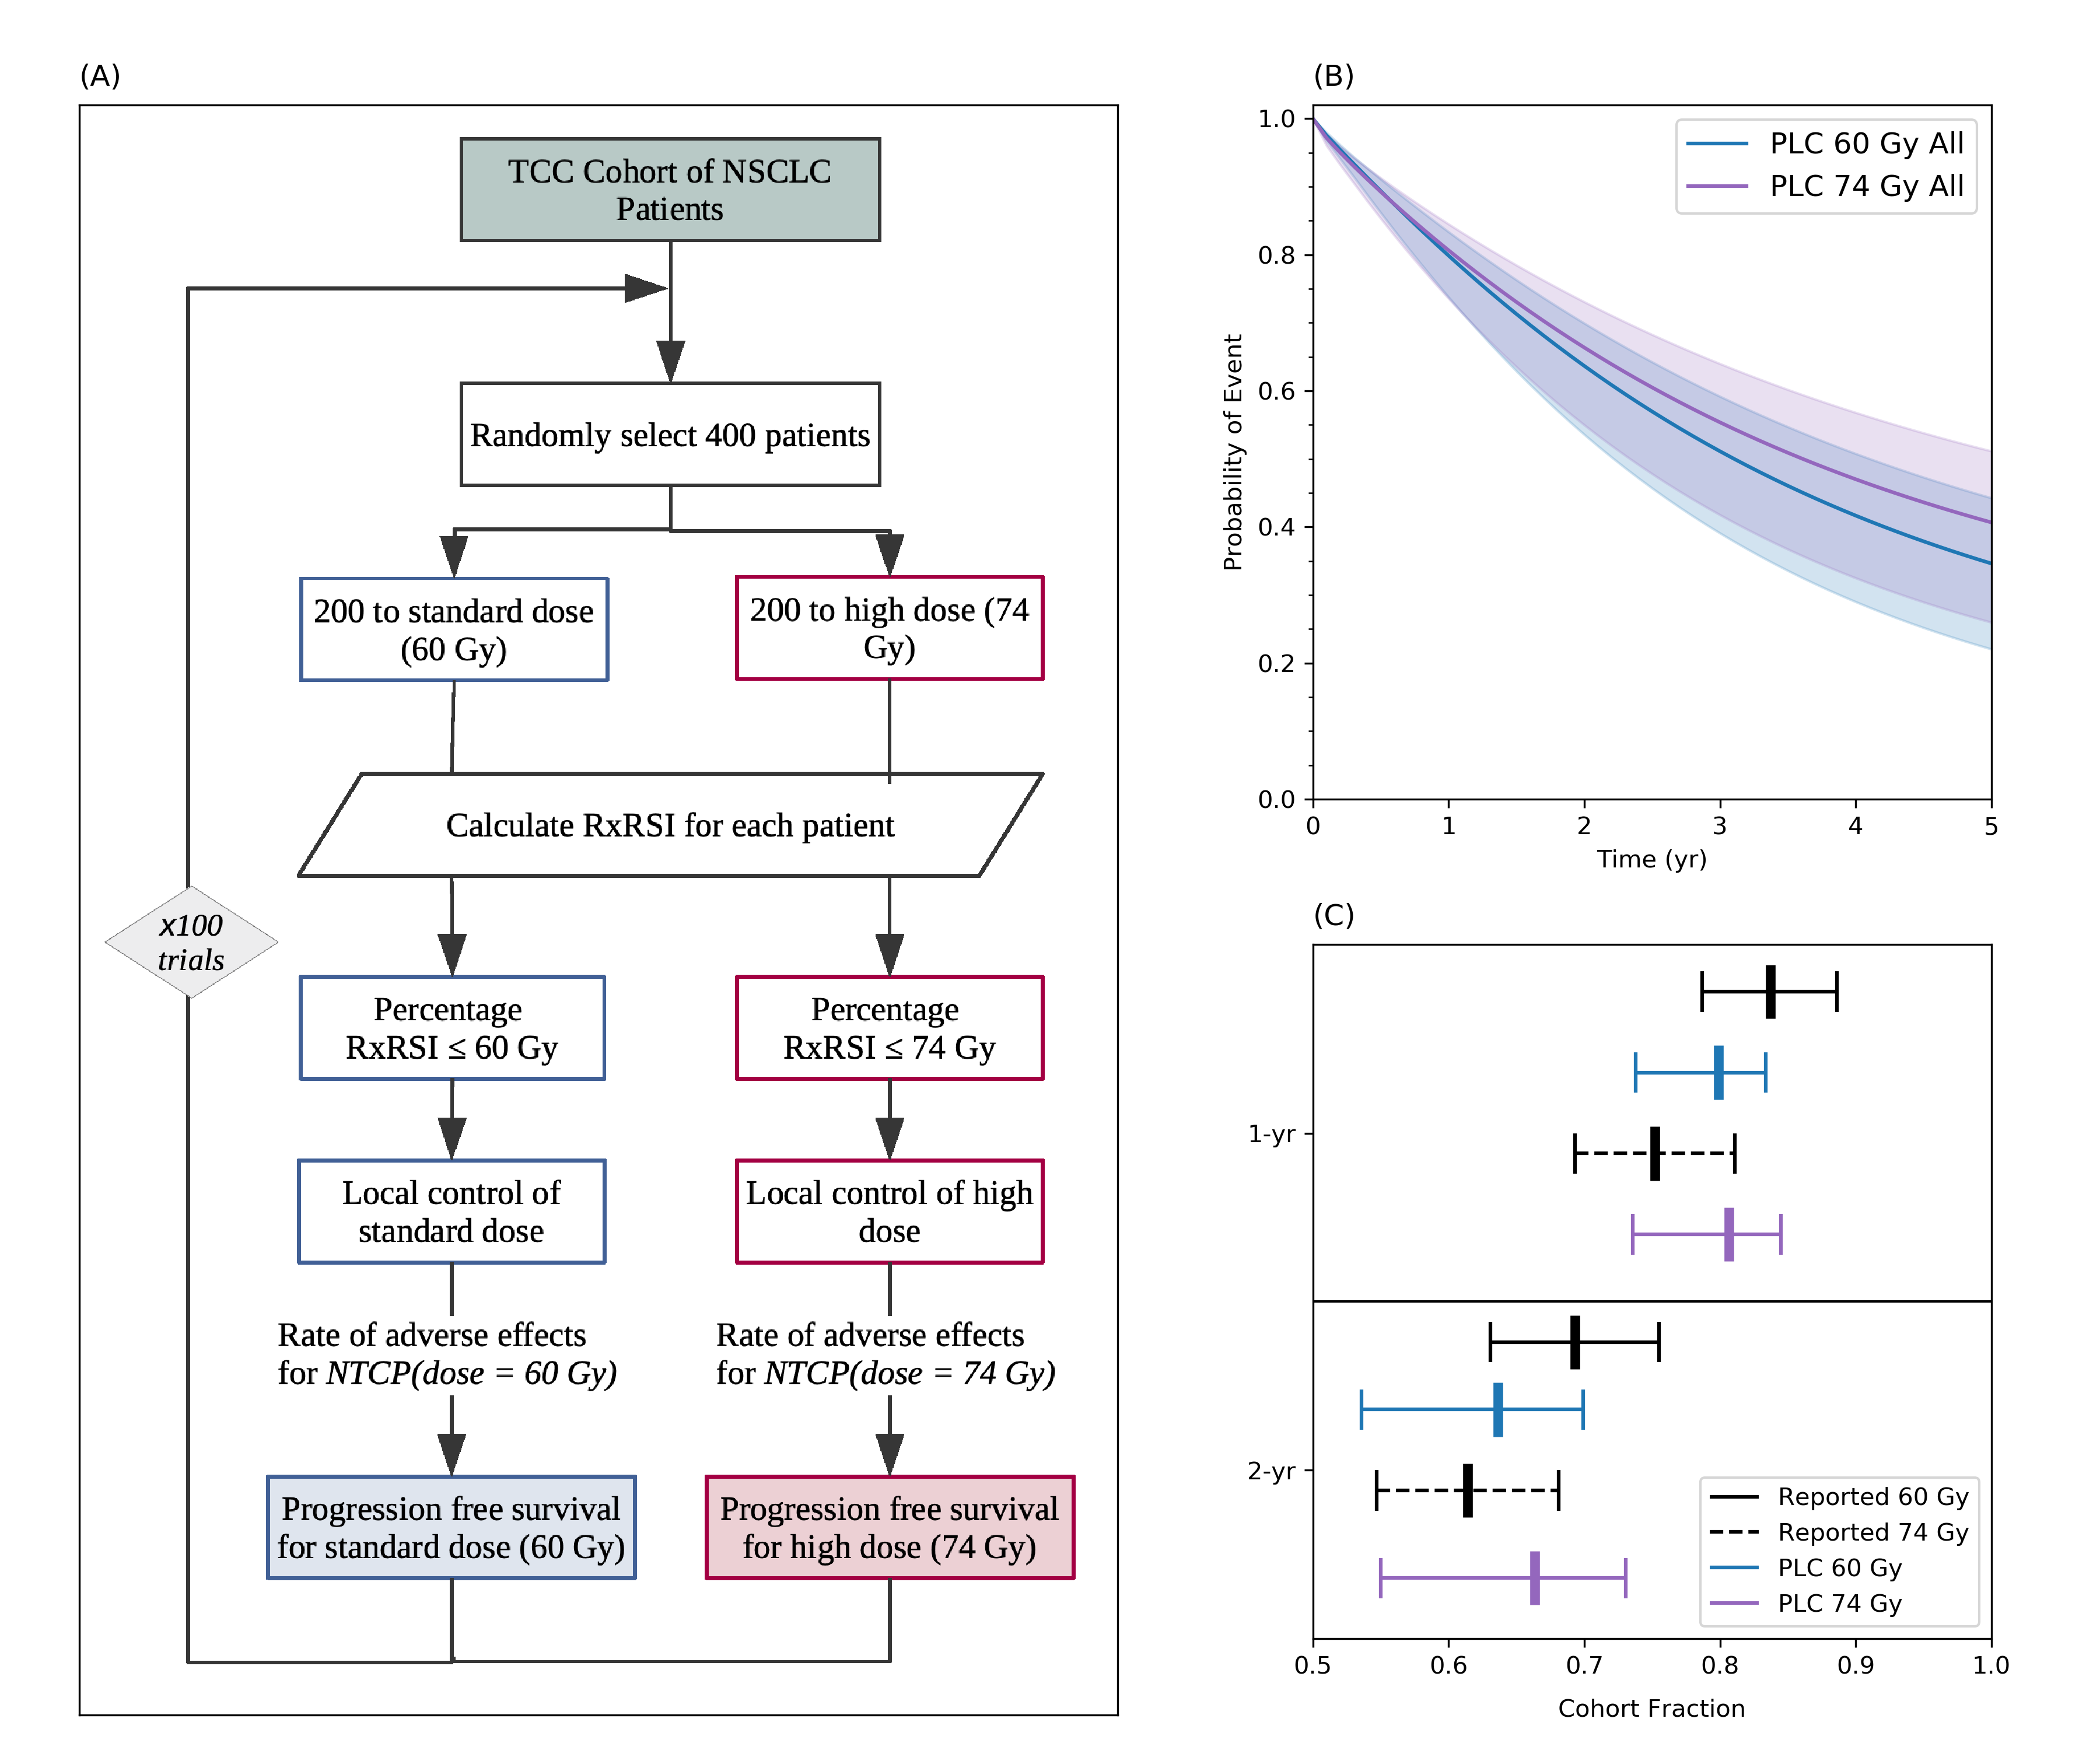 (A)
TCC Cohort of NSCLC
Patients
Randomly select 400 patients
200 to standard dose
(60 Gy)
200 to high dose (74
Gy)
Calculate RxRSI for each patient
x100
trials
Percentage
RxRSI ≤ 60 Gy
Percentage
RxRSI ≤ 74 Gy
Local control of
standard dose
Local control of high
dose
Rate of adverse effects
for NTCP(dose = 60 Gy)
Rate of adverse effects
for NTCP(dose = 74 Gy)
Progression free survival
for standard dose (60 Gy)
Progression free survival
for high dose (74 Gy)
(B)
PLC 60 Gy All
PLC 74 Gy All
Probability of Event
1.0
0.8
0.6
0.4
0.2
0.0
0 1 2 3 4 5
Time (yr)
(C)
1-yr
2-yr
Reported 60 Gy
Reported 74 Gy
PLC 60 Gy
PLC 74 Gy
0.5 0.6 0.7 0.8 0.9 1.0
Cohort Fraction